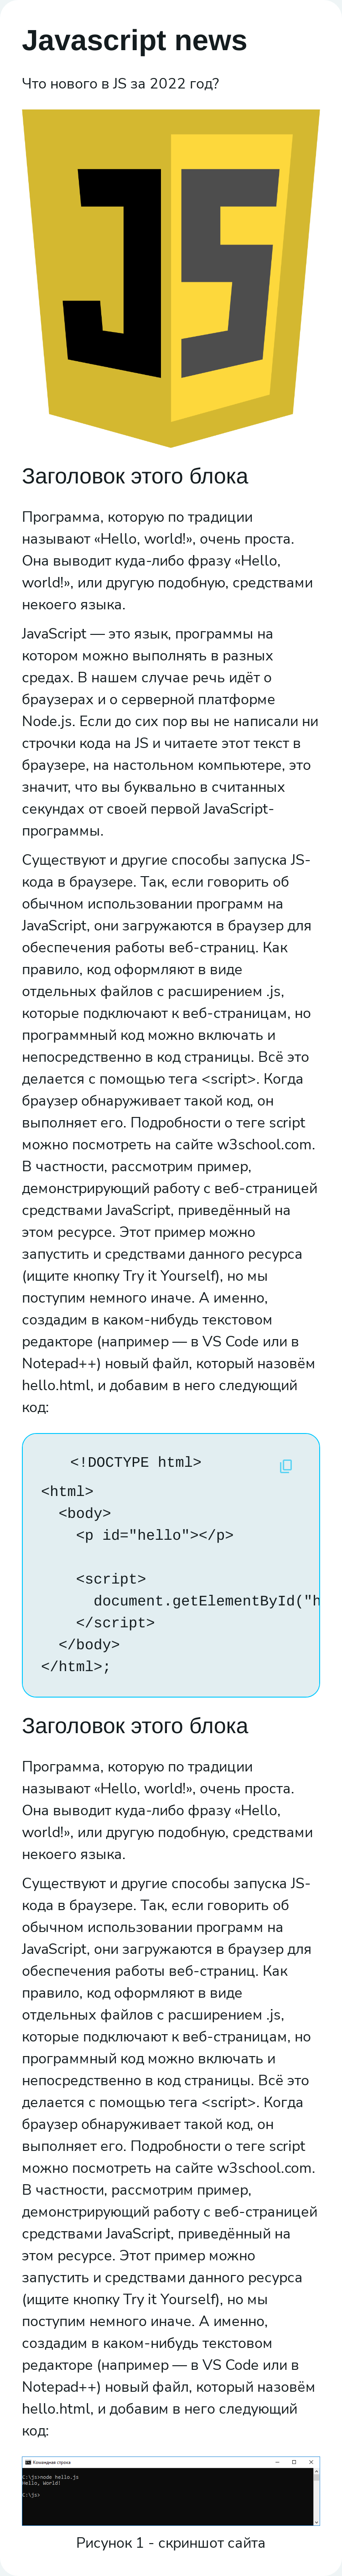 Javascript news
Что нового в JS за 2022 год?
JS
Заголовок этого блока
Программа, которую по традиции
называют «Hello, world!», очень проста.
Она выводит куда-либо фразу «Hello,
world!», или другую подобную, средствами
некоего языка.
JavaScript — это язык, программы на
котором можно выполнять в разных
средах. В нашем случае речь идёт о
браузерах и о серверной платформе
Node.js. Если до сих пор вы не написали ни
строчки кода на JS и читаете этот текст в
браузере, на настольном компьютере, это
значит, что вы буквально в считанных
секундах от своей первой JavaScript-
программы.
Существуют и другие способы запуска JS-
кода в браузере. Так, если говорить об
обычном использовании программ на
JavaScript, они загружаются в браузер для
обеспечения работы веб-страниц. Как
правило, код оформляют в виде
отдельных файлов с расширением .js,
которые подключают к веб-страницам, но
программный код можно включать и
непосредственно в код страницы. Всё это
делается с помощью тега <script>. Когда
браузер обнаруживает такой код, он
выполняет его. Подробности о теге script
можно посмотреть на сайте w3school.com.
В частности, рассмотрим пример,
демонстрирующий работу с веб-страницей
средствами JavaScript, приведённый на
этом ресурсе. Этот пример можно
запустить и средствами данного ресурса
(ищите кнопку Try it Yourself), но мы
поступим немного иначе. А именно,
создадим в каком-нибудь текстовом
редакторе (например — в VS Code или в
Notepad++) новый файл, который назовём
hello.html, и добавим в него следующий
код:
<!DOCTYPE html>
<html>
<body>
<p id="hello"></p>
<script>
document.getElementById("h
</script>
</body>
</html>;
Заголовок этого блока
Программа, которую по традиции
называют «Hello, world!», очень проста.
Она выводит куда-либо фразу «Hello,
world!», или другую подобную, средствами
некоего языка.
Существуют и другие способы запуска JS-
кода в браузере. Так, если говорить об
обычном использовании программ на
JavaScript, они загружаются в браузер для
обеспечения работы веб-страниц. Как
правило, код оформляют в виде
отдельных файлов с расширением .js,
которые подключают к веб-страницам, но
программный код можно включать и
непосредственно в код страницы. Всё это
делается с помощью тега <script>. Когда
браузер обнаруживает такой код, он
выполняет его. Подробности о теге script
можно посмотреть на сайте w3school.com.
В частности, рассмотрим пример,
демонстрирующий работу с веб-страницей
средствами JavaScript, приведённый на
этом ресурсе. Этот пример можно
запустить и средствами данного ресурса
(ищите кнопку Try it Yourself), но мы
поступим немного иначе. А именно,
создадим в каком-нибудь текстовом
редакторе (например — в VS Code или в
Notepad++) новый файл, который назовём
hello.html, и добавим в него следующий
код:
Командная строка
C:\js>node hello.js
Hello, World!
C:\js>
Рисунок 1 - скриншот сайта